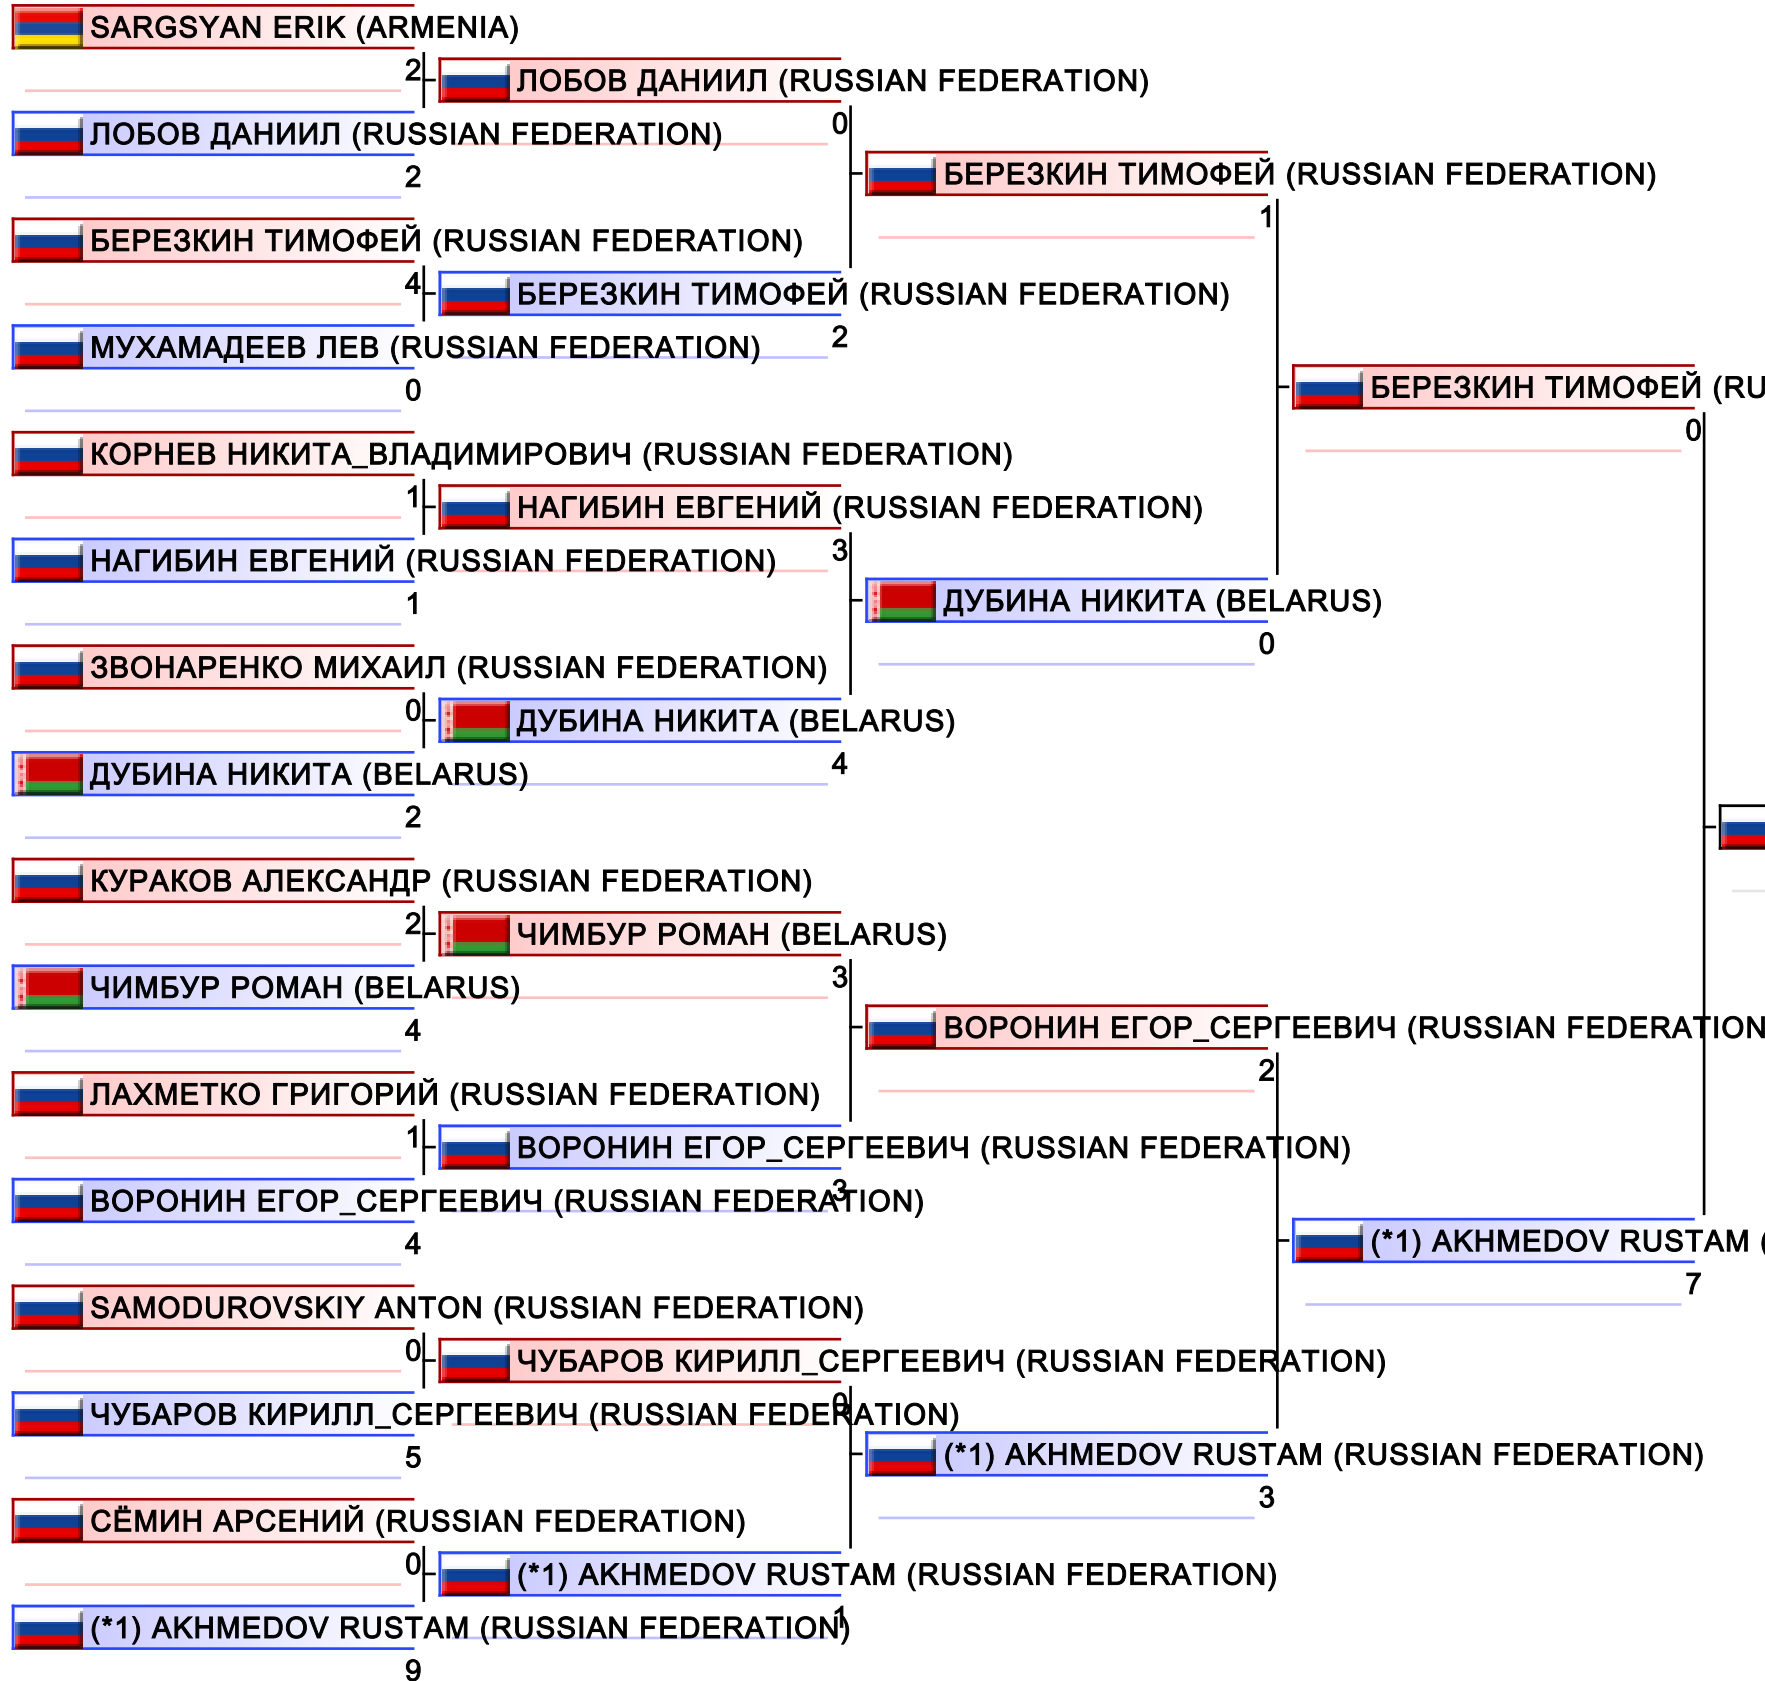 SARGSYAN ERIK (ARMENIA)
2
ЛОБОВ ДАНИИЛ (RUSSIAN FEDERATION)
0
ЛОБОВ ДАНИИЛ (RUSSIAN FEDERATION)
2
БЕРЕЗКИН ТИМОФЕЙ (RUSSIAN FEDERATION)
1
БЕРЕЗКИН ТИМОФЕЙ (RUSSIAN FEDERATION)
4
БЕРЕЗКИН ТИМОФЕЙ (RUSSIAN FEDERATION)
2
МУХАМАДЕЕВ ЛЕВ (RUSSIAN FEDERATION)
0
БЕРЕЗКИН ТИМОФЕЙ (RU
0
КОРНЕВ НИКИТА_ВЛАДИМИРОВИЧ (RUSSIAN FEDERATION)
1
НАГИБИН ЕВГЕНИЙ (RUSSIAN FEDERATION)
3
НАГИБИН ЕВГЕНИЙ (RUSSIAN FEDERATION)
1
ДУБИНА НИКИТА (BELARUS)
0
ЗВОНАРЕНКО МИХАИЛ (RUSSIAN FEDERATION)
0
ДУБИНА НИКИТА (BELARUS)
4
ДУБИНА НИКИТА (BELARUS)
2
КУРАКОВ АЛЕКСАНДР (RUSSIAN FEDERATION)
2
ЧИМБУР РОМАН (BELARUS)
3
ЧИМБУР РОМАН (BELARUS)
4
ВОРОНИН ЕГОР_СЕРГЕЕВИЧ (RUSSIAN FEDERATION
2
ЛАХМЕТКО ГРИГОРИЙ (RUSSIAN FEDERATION)
1
ВОРОНИН ЕГОР_СЕРГЕЕВИЧ (RUSSIAN FEDERATION)
3
ВОРОНИН ЕГОР_СЕРГЕЕВИЧ (RUSSIAN FEDERATION)
4
(*1) AKHMEDOV RUSTAM (
7
SAMODUROVSKIY ANTON (RUSSIAN FEDERATION)
0
ЧУБАРОВ КИРИЛЛ_СЕРГЕЕВИЧ (RUSSIAN FEDERATION)
0
ЧУБАРОВ КИРИЛЛ_СЕРГЕЕВИЧ (RUSSIAN FEDERATION)
5
(*1) AKHMEDOV RUSTAM (RUSSIAN FEDERATION)
3
СЁМИН АРСЕНИЙ (RUSSIAN FEDERATION)
0
(*1) AKHMEDOV RUSTAM (RUSSIAN FEDERATION)
1
(*1) AKHMEDOV RUSTAM (RUSSIAN FEDERATION)
9